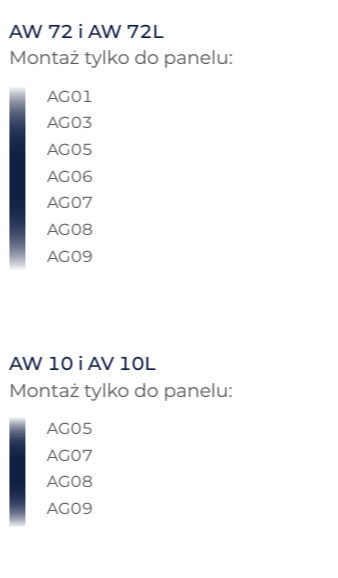 AW 72 i AW 72L
Montaż tylko do panelu:
AG01
AG03
AG05
AG06
AG07
AG08
AG09
AW 10 i AV 10L
Montaż tylko do panelu:
AG05
AG07
AG08
AG09